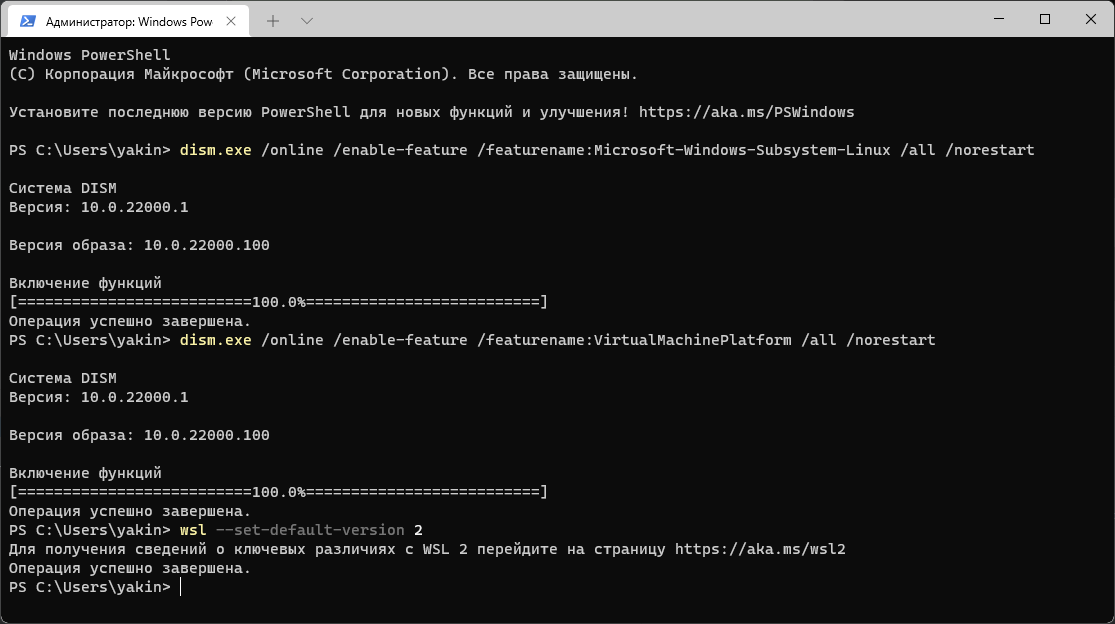 Администратор: Windows Pow
Windows PowerShell
(C) Корпорация Майкрософт (Microsoft Corporation). Все права защищены.
Установите последнюю версию PowerShell для новых функций и улучшения! https://aka.ms/PSWindows
PS C:\Users\yakin> dism.exe /online /enable-feature /featurename:Microsoft-Windows-Subsystem-Linux /all /norestart
Cистема DISM
Версия: 10.0.22000.1
Версия образа: 10.0.22000.100
Включение функций
[==========================100.0%==========================]
Операция успешно завершена.
PS C:\Users\yakin> dism.exe /online /enable-feature /featurename:VirtualMachinePlatform /all /norestart
Cистема DISM
Версия: 10.0.22000.1
Версия образа: 10.0.22000.100
Включение функций
[==========================100.0%==========================]
Операция успешно завершена.
PS C:\Users\yakin> wsl --set-default-version 2
Для получения сведений о ключевых различиях с WSL 2 перейдите на страницу https://aka.ms/wsl2
Операция успешно завершена.
PS C:\Users\yakin>